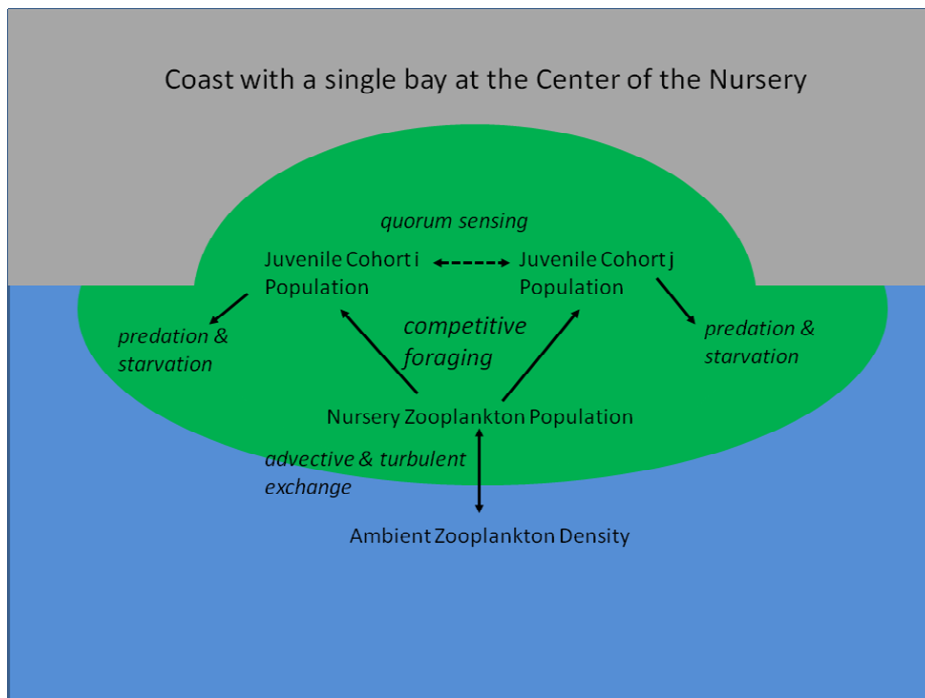 Coast with a single bay at the Center of the Nursery
quorum sensing
Juvenile Cohort i
Population
Juvenile Cohort j
Population
predation &
starvation
competitive
foraging
predation &
starvation
Nursery Zooplankton Population
advective & turbulent
exchange
Ambient Zooplankton Density